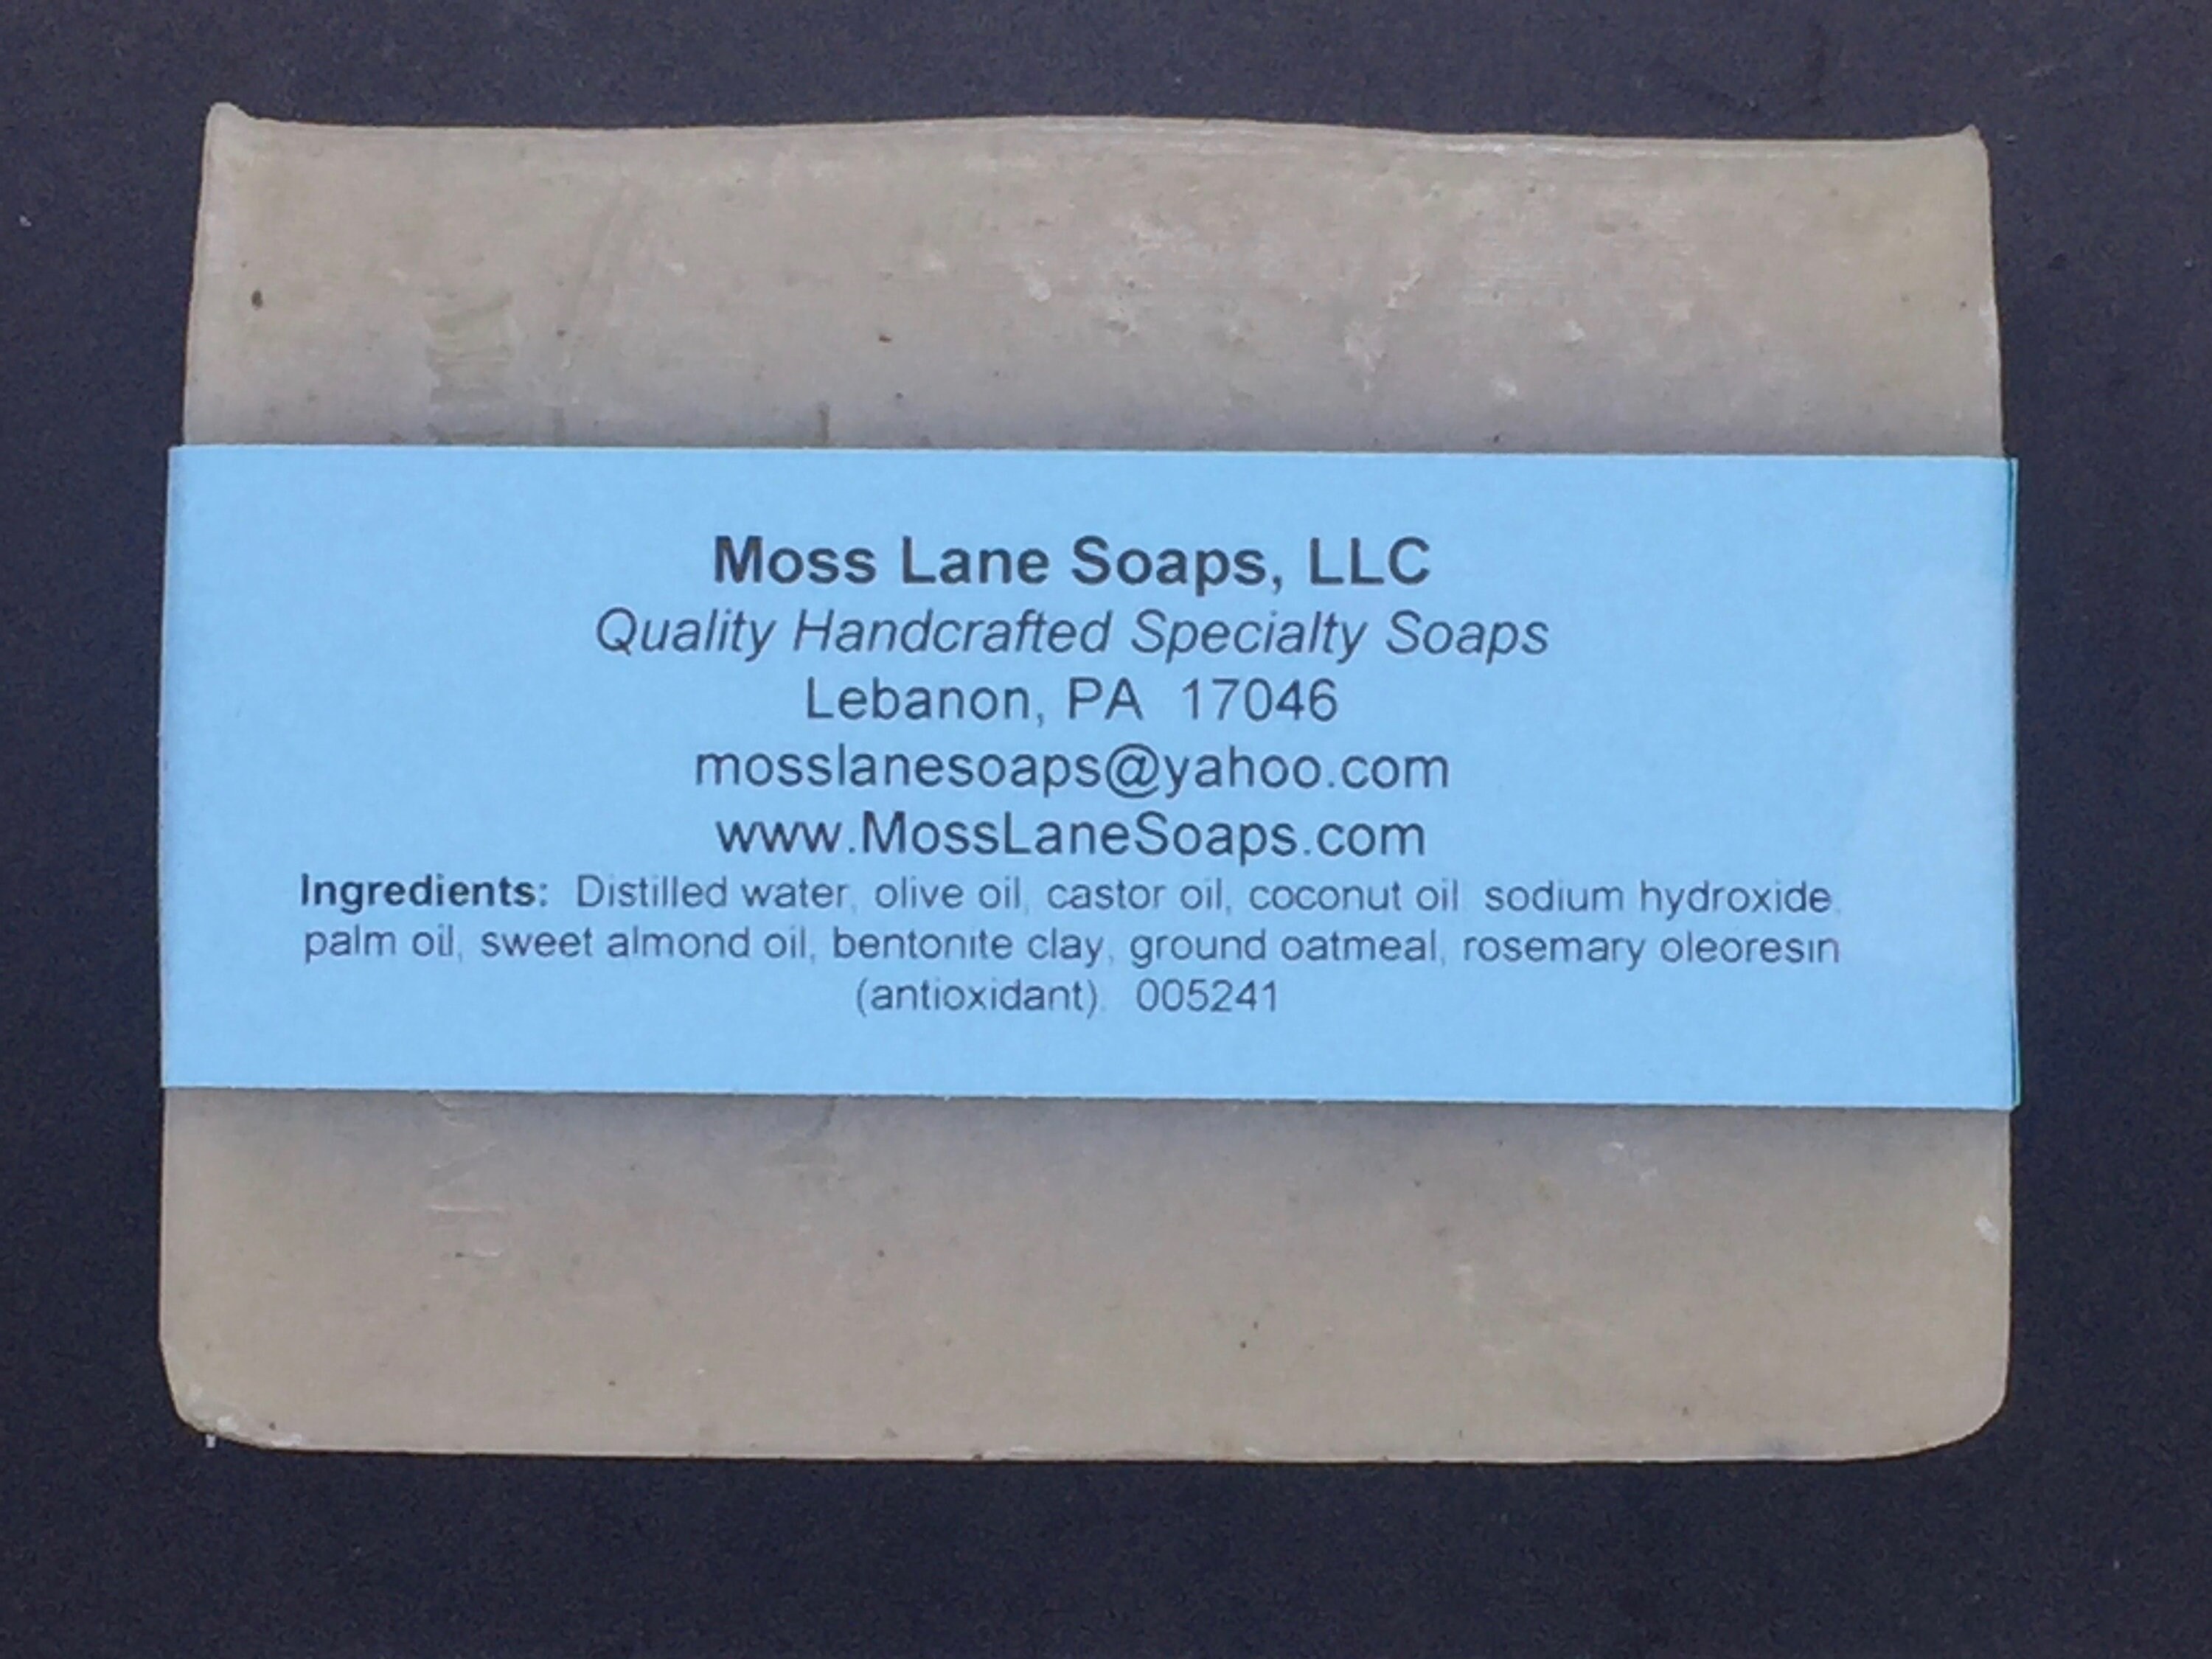 Moss Lane Soaps, LLC
Quality Handcrafted Specialty Soaps
Lebanon, PA 17046
mosslanesoaps@yahoo.com
www.MossLaneSoaps.com
Ingredients: Distilled water, olive oil, castor oil, coconut oil, sodium hydroxide,
palm oil, sweet almond oil, bentonite clay, ground oatmeal, rosemary oleoresin
(antioxidant). 005241